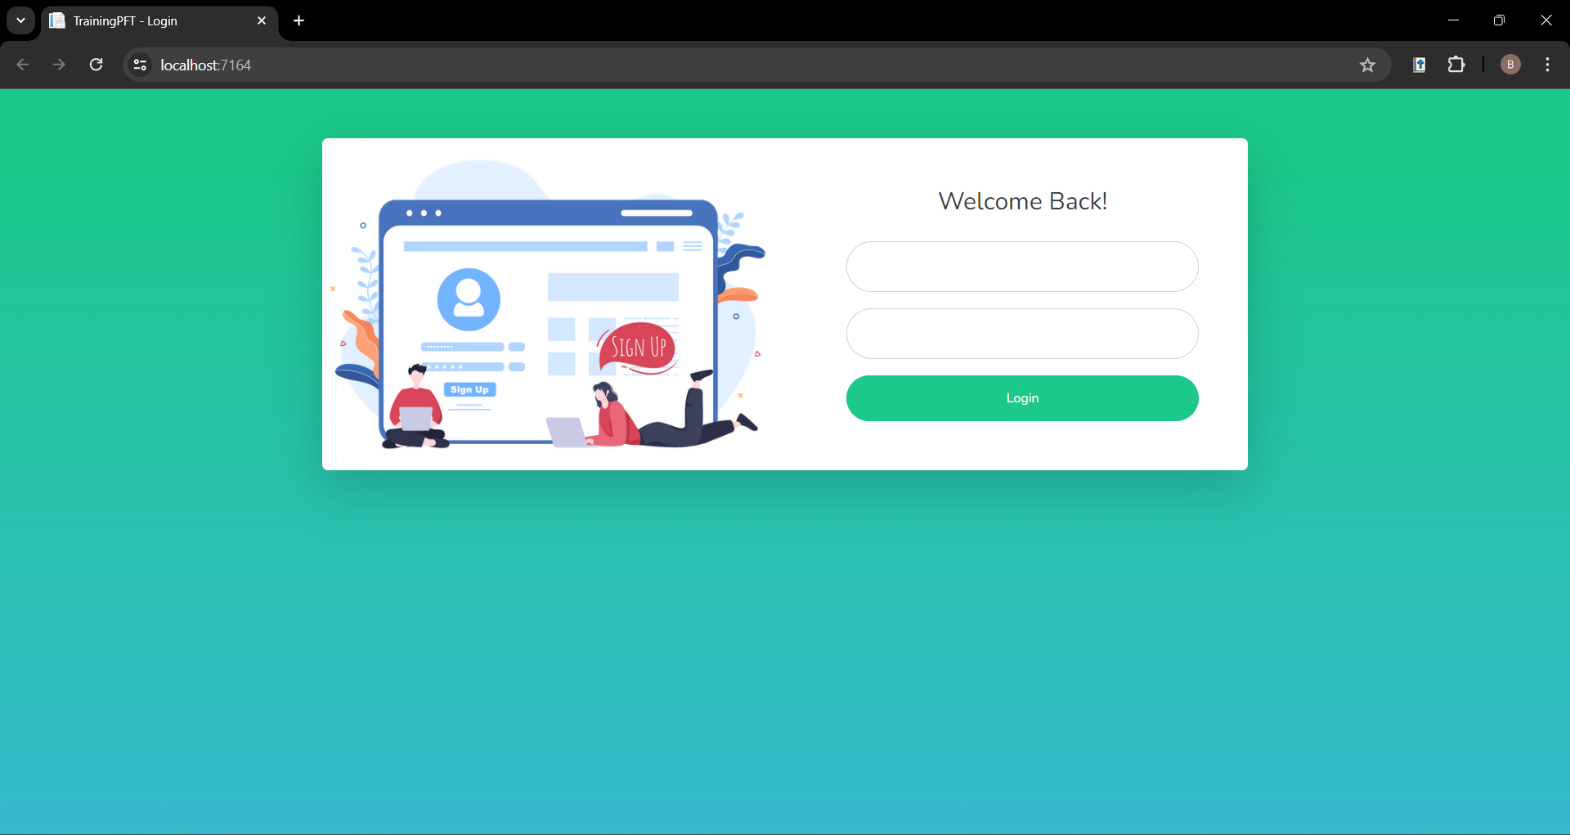 TrainingPFT - Login
localhost:7164
B
Welcome Back!
SIGN UP
Sign Up
Login